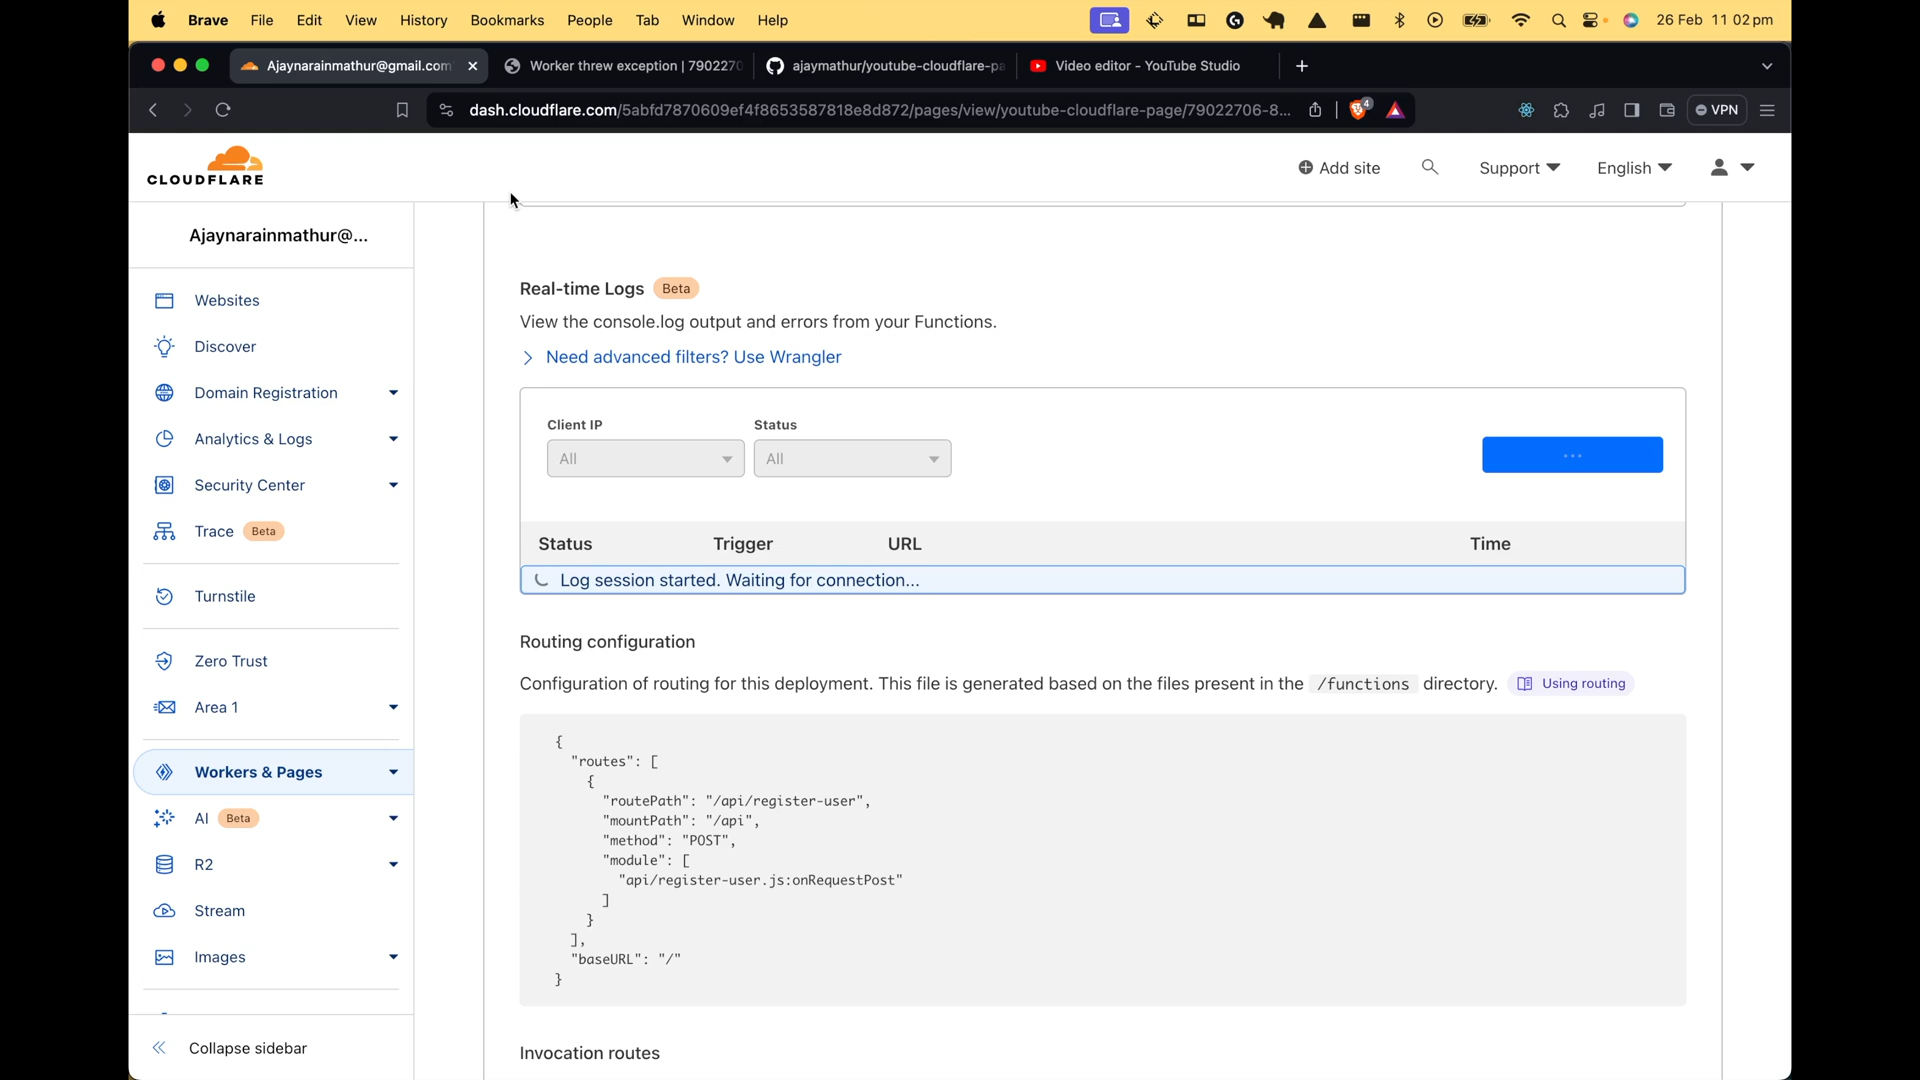 Brave File Edit View History Bookmarks People Tab Window Help 26 Feb 11 02 pm
Ajaynarainmathur@gmail.com Worker threw exception | 7902270 ajaymathur/youtube-cloudflare-pa Video editor - YouTube Studio
dash.cloudflare.com/5abfd7870609ef4f8653587818e8d872/pages/view/youtube-cloudflare-page/79022706-8... 4 VPN
CLOUDFLARE
Add site Support English
Ajaynarainmathur@...
Websites
Discover
Domain Registration
Analytics & Logs
Security Center
Trace Beta
Turnstile
Zero Trust
Area 1
Workers & Pages
AI Beta
R2
Stream
Images
Collapse sidebar
Real-time Logs Beta
View the console.log output and errors from your Functions.
Need advanced filters? Use Wrangler
Client IP Status
All All ...
Status Trigger URL Time
Log session started. Waiting for connection...
Routing configuration
Configuration of routing for this deployment. This file is generated based on the files present in the /functions directory. Using routing
{
"routes": [
{
"routePath": "/api/register-user",
"mountPath": "/api",
"method": "POST",
"module": [
"api/register-user.js:onRequestPost"
]
}
],
"baseURL": "/"
}
Invocation routes